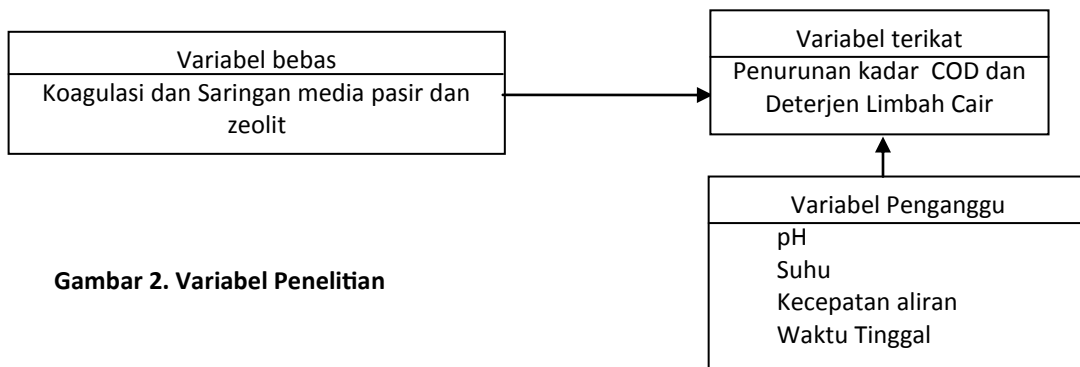 Variabel bebas
Koagulasi dan Saringan media pasir dan
zeolit
Variabel terikat
Penurunan kadar COD dan
Deterjen Limbah Cair
Variabel Penganggu
pH
Suhu
Kecepatan aliran
Waktu Tinggal
Gambar 2. Variabel Penelitian